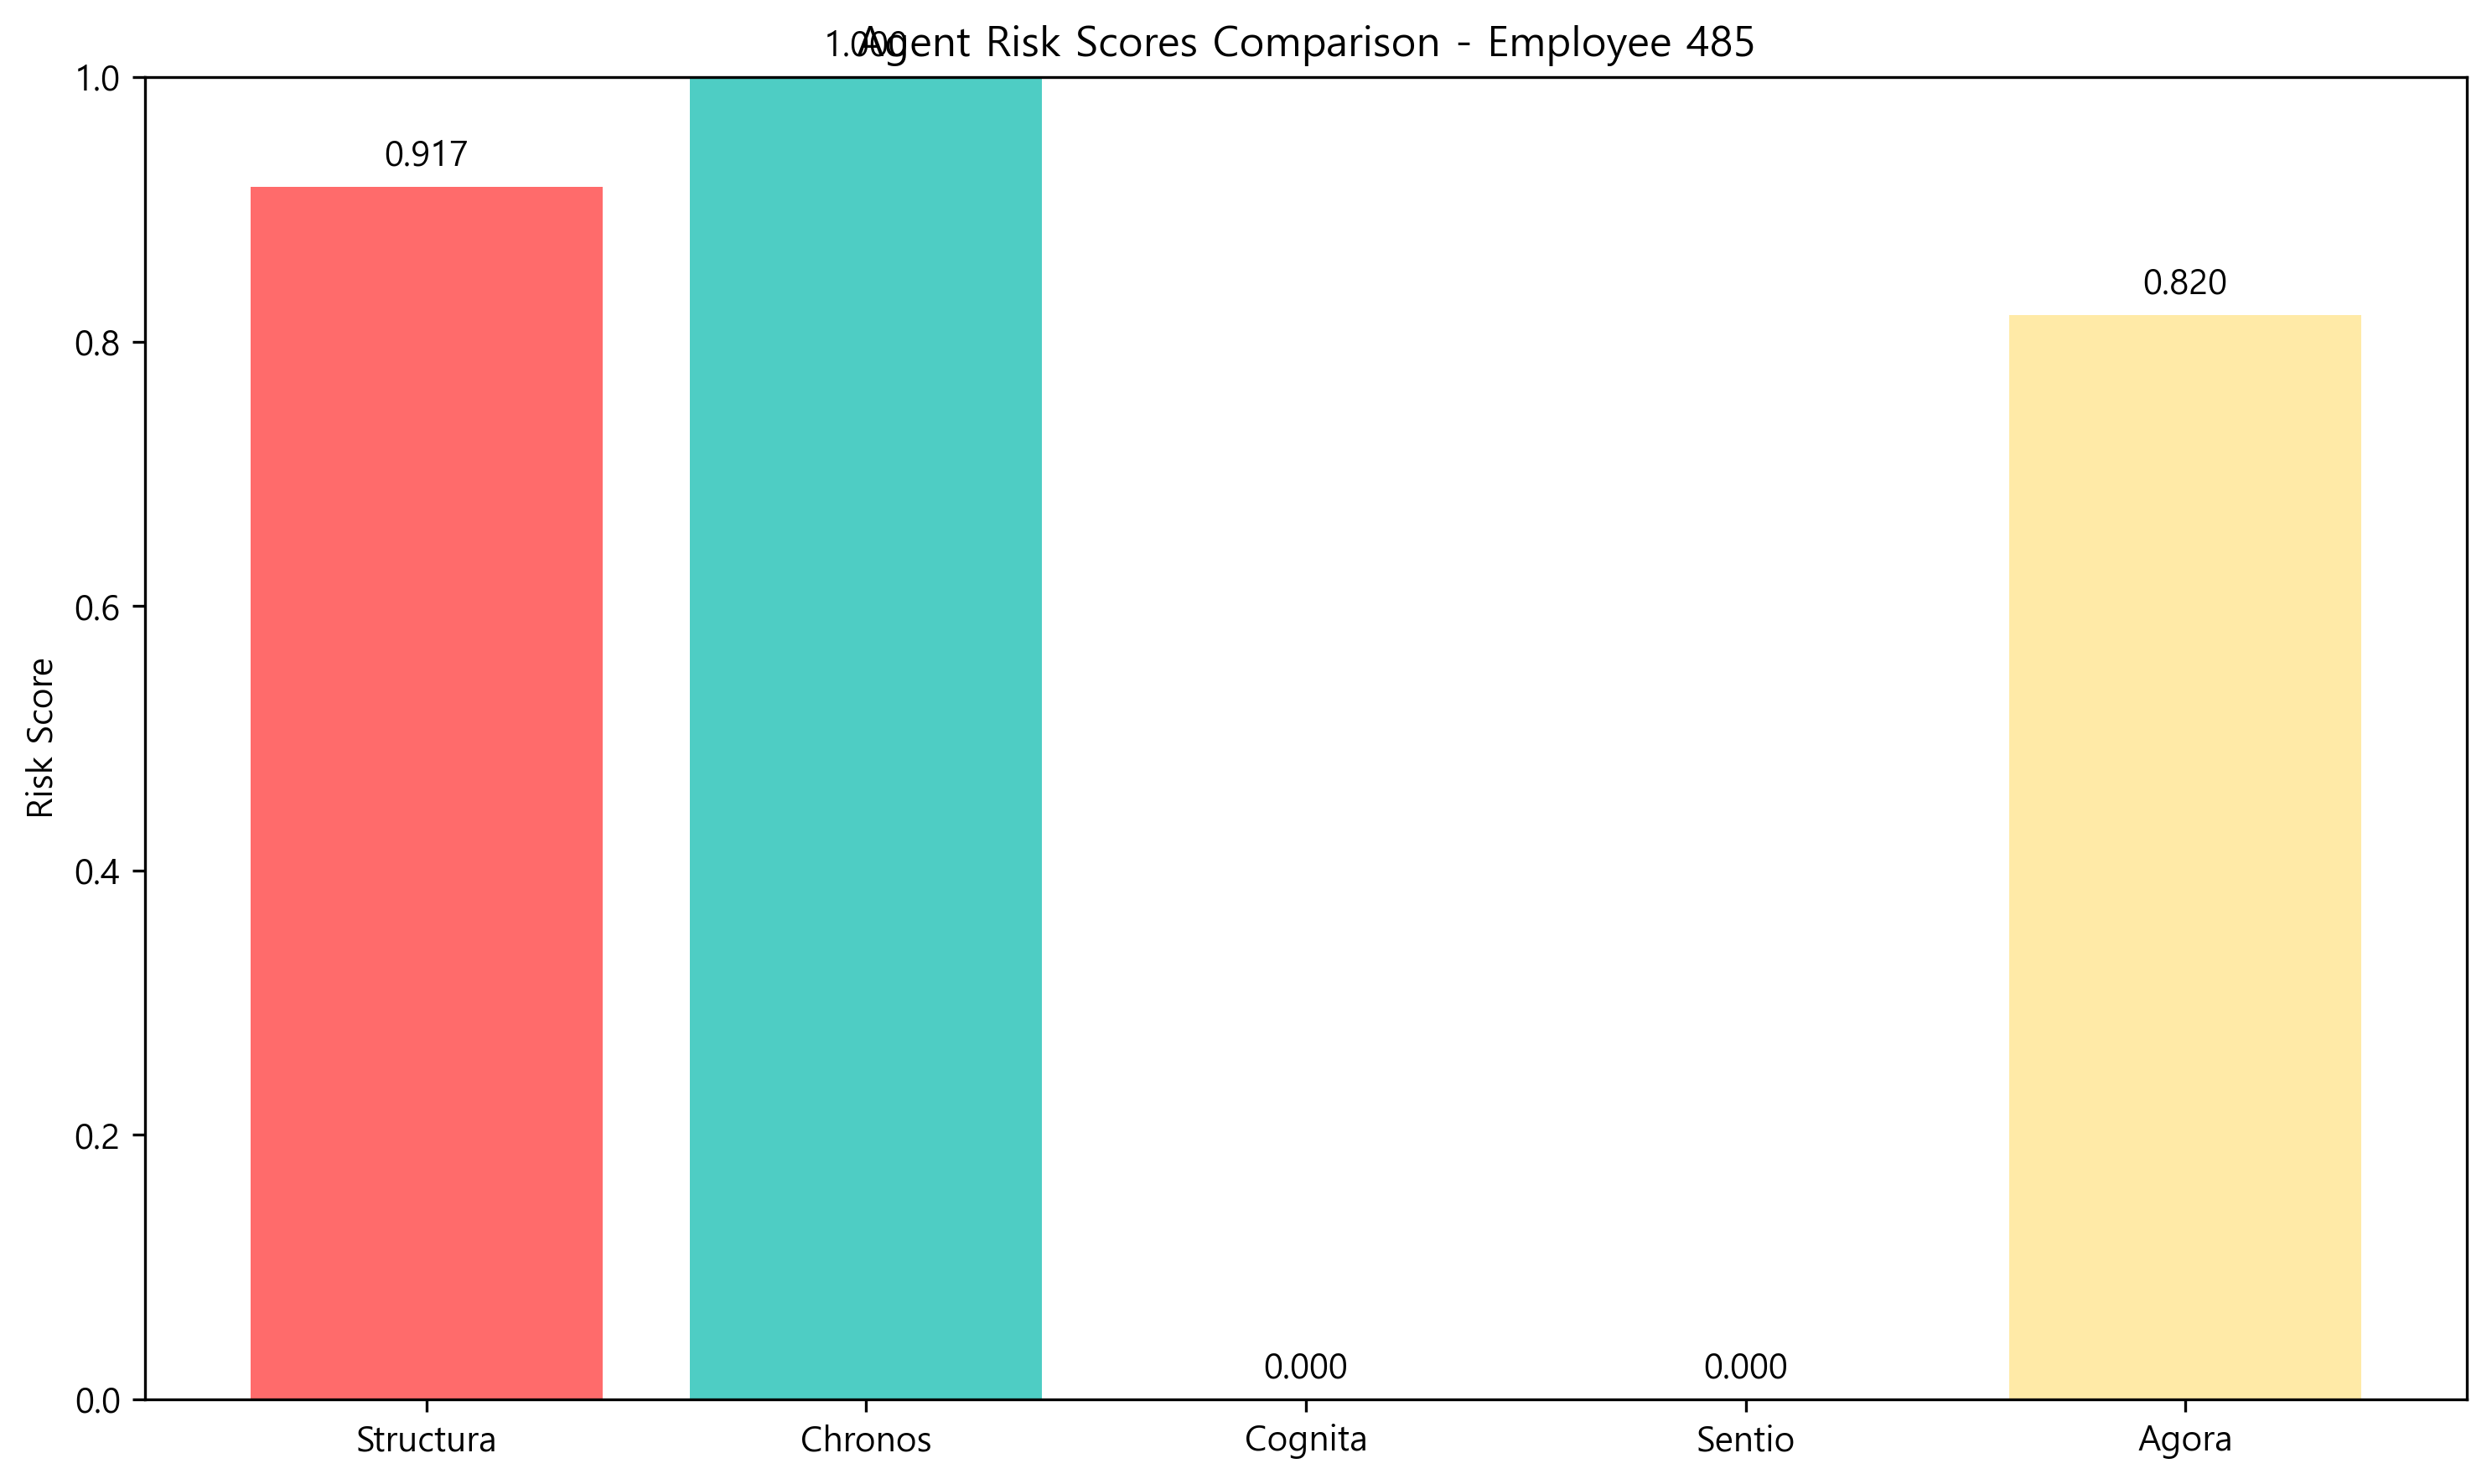 Agent Risk Scores Comparison - Employee 485
1.000
1.0
0.917
0.820
0.8
0.6
Risk Score
0.4
0.2
0.000
0.000
0.0
Structura
Chronos
Cognita
Sentio
Agora